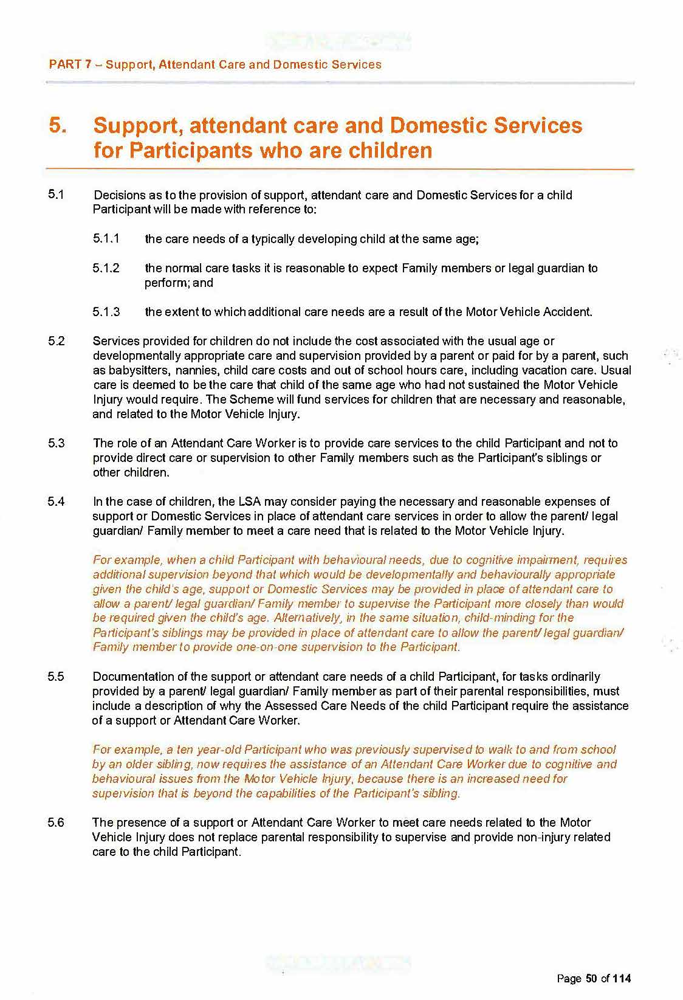 PART 7 – Support, Attendant Care and Domestic Services
5. Support, attendant care and Domestic Services
for Participants who are children
5.1 Decisions as to the provision of support, attendant care and Domestic Services for a child
Participant will be made with reference to:
5.1.1 the care needs of a typically developing child at the same age;
5.1.2 the normal care tasks it is reasonable to expect Family members or legal guardian to
perform; and
5.1.3 the extent to which additional care needs are a result of the Motor Vehicle Accident.
5.2 Services provided for children do not include the cost associated with the usual age or
developmentally appropriate care and supervision provided by a parent or paid for by a parent, such
as babysitters, nannies, child care costs and out of school hours care, including vacation care. Usual
care is deemed to be the care that child of the same age who had not sustained the Motor Vehicle
Injury would require. The Scheme will fund services for children that are necessary and reasonable,
and related to the Motor Vehicle Injury.
5.3 The role of an Attendant Care Worker is to provide care services to the child Participant and not to
provide direct care or supervision to other Family members such as the Participant's siblings or
other children.
5.4 In the case of children, the LSA may consider paying the necessary and reasonable expenses of
support or Domestic Services in place of attendant care services in order to allow the parent/ legal
guardian/ Family member to meet a care need that is related to the Motor Vehicle Injury.
For example, when a child Participant with behavioural needs, due to cognitive impairment, requires
additional supervision beyond that which would be developmentally and behaviourally appropriate
given the child's age, support or Domestic Services may be provided in place of attendant care to
allow a parent/ legal guardian/ Family member to supervise the Participant more closely than would
be required given the child's age. Alternatively, in the same situation, child-minding for the
Participant's siblings may be provided in place of attendant care to allow the parent/ legal guardian/
Family member to provide one-on-one supervision to the Participant.
5.5 Documentation of the support or attendant care needs of a child Participant, for tasks ordinarily
provided by a parent/ legal guardian/ Family member as part of their parental responsibilities, must
include a description of why the Assessed Care Needs of the child Participant require the assistance
of a support or Attendant Care Worker.
For example, a ten year-old Participant who was previously supervised to walk to and from school
by an older sibling, now requires the assistance of an Attendant Care Worker due to cognitive and
behavioural issues from the Motor Vehicle Injury, because there is an increased need for
supervision that is beyond the capabilities of the Participant's sibling.
5.6 The presence of a support or Attendant Care Worker to meet care needs related to the Motor
Vehicle Injury does not replace parental responsibility to supervise and provide non-injury related
care to the child Participant.
Page 50 of 114